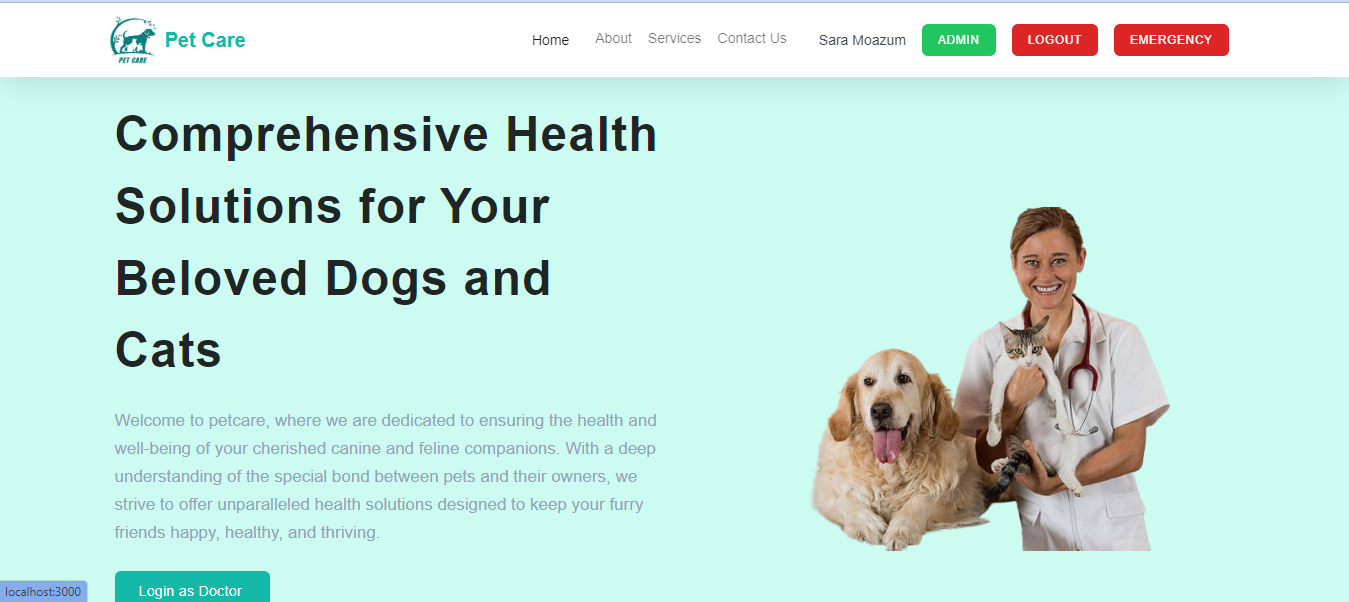 PET CARE
Pet Care
Home About Services Contact Us Sara Moazum ADMIN LOGOUT EMERGENCY
Comprehensive Health
Solutions for Your
Beloved Dogs and
Cats
Welcome to petcare, where we are dedicated to ensuring the health and
well-being of your cherished canine and feline companions. With a deep
understanding of the special bond between pets and their owners, we
strive to offer unparalleled health solutions designed to keep your furry
friends happy, healthy, and thriving.
Login as Doctor
localhost:3000